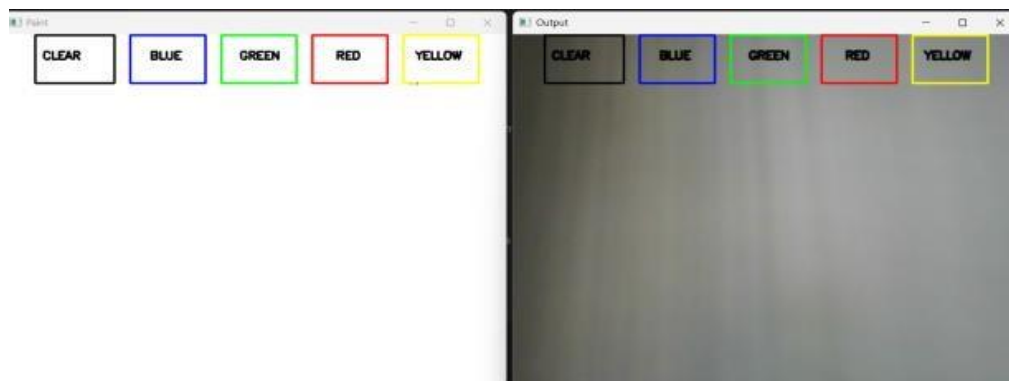 Paint
CLEAR BLUE GREEN RED YELLOW
Output
CLEAR BLUE GREEN RED YELLOW